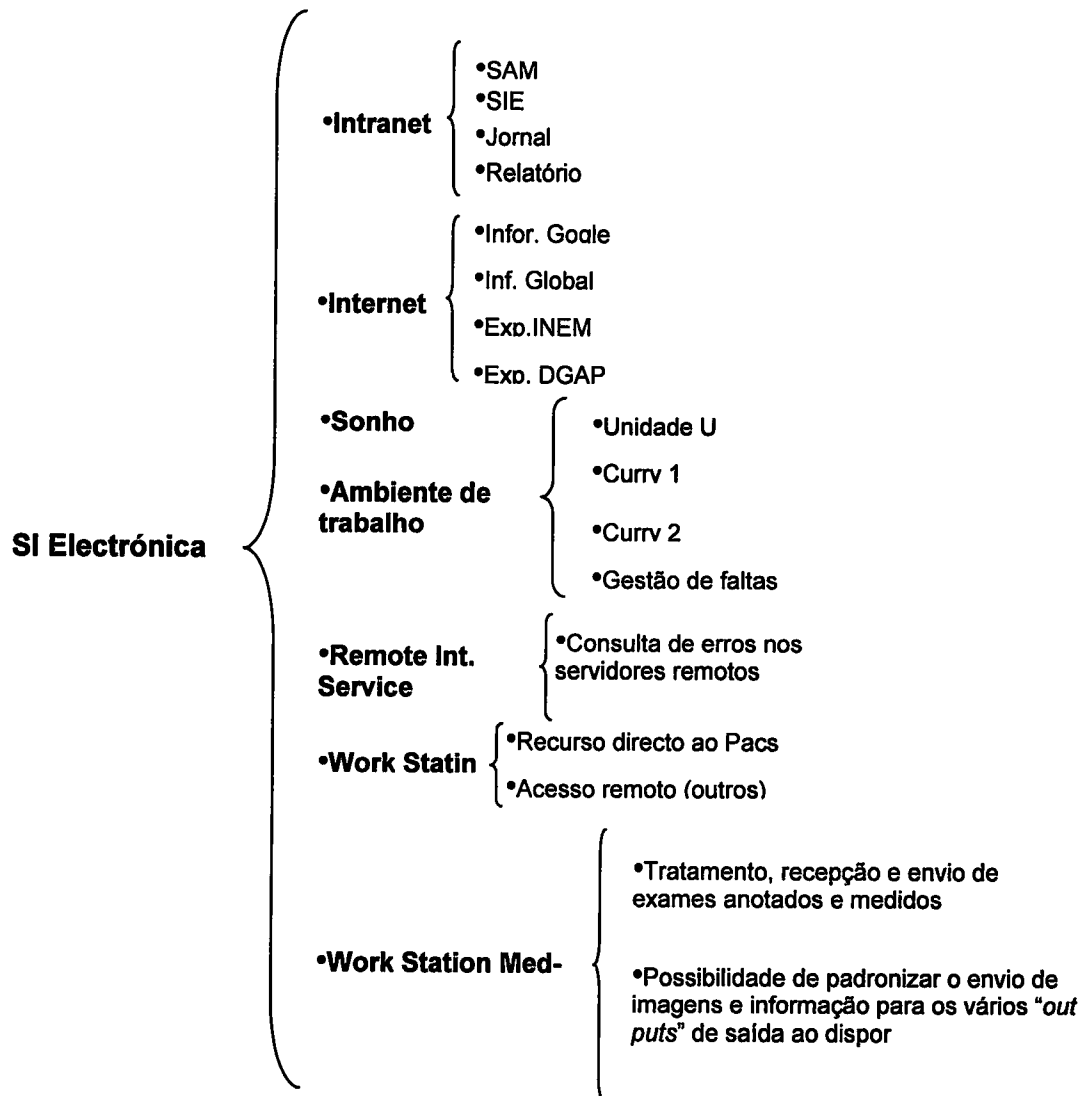 SI Electrónica
•Intranet
•SAM
•SIE
•Jornal
•Relatório
•Internet
•Infor. Gogle
•Inf. Global
•Exp.INEM
•Exp. DGAP
•Sonho
•Ambiente de
trabalho
•Unidade U
•Currv 1
•Currv 2
•Gestão de faltas
•Remote Int.
Service
•Consulta de erros nos
servidores remotos
•Work Statin
•Recurso directo ao Pacs
•Acesso remoto (outros)
•Work Station Med-
•Tratamento, recepção e envio de
exames anotados e medidos
•Possibilidade de padronizar o envio de
imagens e informação para os vários “out
puts” de saída ao dispor